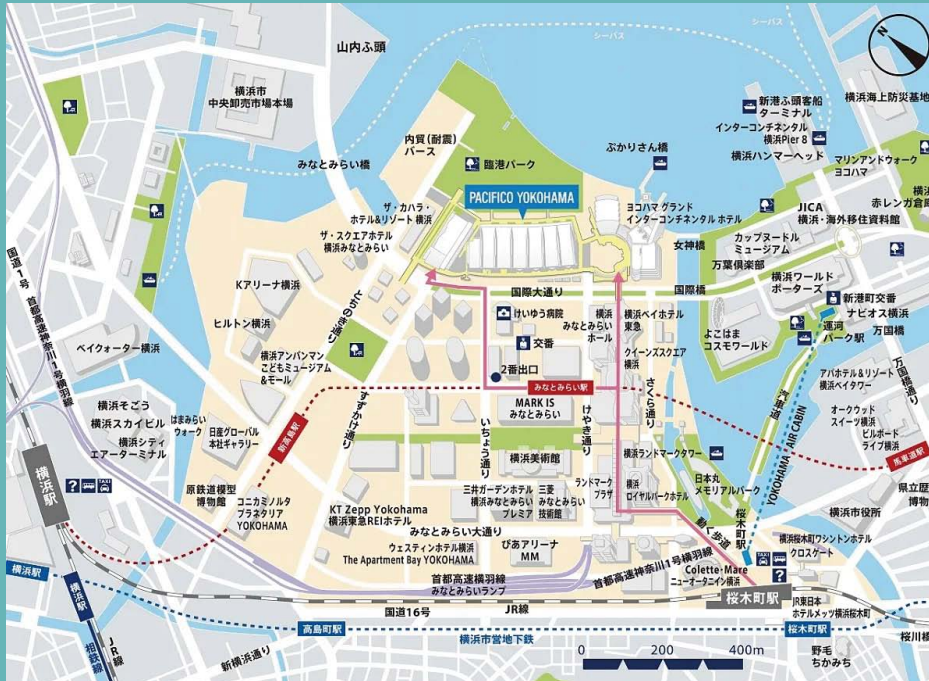 シーバス
シーバス
N
山内ふ頭
横浜市
中央卸売市場本場
横浜海上防災基地
新港ふ頭客船
ターミナル
インターコンチネンタル
横浜Pier 8
横浜ハンマーヘッド
内貿(耐震)
バース
臨港パーク
ぷかりさん橋
みなとみらい橋
マリンアンドウォーク
ヨコハマ
横
赤レンガ倉庫
PACIFICO YOKOHAMA
JICA
横浜・海外移住資料館
ザ・カハラ・
ホテル&リゾート 横浜
ヨコハマ グランド
インターコンチネンタル ホテル
ザ・スクエアホテル
横浜みなとみらい
女神橋
カップヌードル
ミュージアム
万葉倶楽部
横浜ワールド
ポーターズ
国道1号
首都高速神奈川1号横羽線
Kアリーナ横浜
とちのき通り
国際大通り
国際橋
新港町交番
ナビオス横浜
万国橋
けいゆう病院
横浜
みなとみらい
ホール
横浜ベイホテル
東急
運河
パーク駅
ヒルトン横浜
よこはま
コスモワールド
ベイクォーター横浜
交番
クイーンズスクエア
横浜
横浜アンパンマン
こどもミュージアム
&モール
2番出口
万国橋通り
アパホテル&リゾート
横浜ベイタワー
みなとみらい駅
さくら通り
汽車道
MARK IS
みなとみらい
けやき通り
すずかけ通り
いちょう通り
オークウッド
スイーツ横浜
ビルボード
ライブ横浜
横浜そごう
横浜スカイビル
横浜シティ
エアーターミナル
はまみらい
ウォーク
日産グローバル
本社ギャラリー
新高島駅
YOKOHAMA AIR CABIN
馬車道駅
横浜駅
?
TAXI
横浜美術館
横浜ランドマークタワー
日本丸
メモリアルパーク
県立歴
博物館
原鉄道模型
博物館
コニカミノルタ
プラネタリア
YOKOHAMA
三井ガーデンホテル
横浜みなとみらい
プレミア
三菱
みなとみらい
技術館
ランドマーク
プラザ
横浜
ロイヤルパークホテル
KT Zepp Yokohama
横浜東急REIホテル
動く歩道
桜木町駅
横浜市役所
みなとみらい大通り
横浜桜木町ワシントンホテル
クロスゲート
ウェスティンホテル横浜
The Apartment Bay YOKOHAMA
ぴあアリーナ
MM
TAXI
?
横浜駅
首都高速横羽線
みなとみらいランプ
首都高速神奈川1号横羽線
Colette・Mare
ニューオータニイン横浜
桜木町駅
横浜駅
相鉄線
JR線
国道16号
JR線
JR東日本
ホテルメッツ横浜桜木町
高島町駅
横浜市営地下鉄
桜木町駅
桜川橋
新横浜通り
0 200 400m
野毛
ちかみち